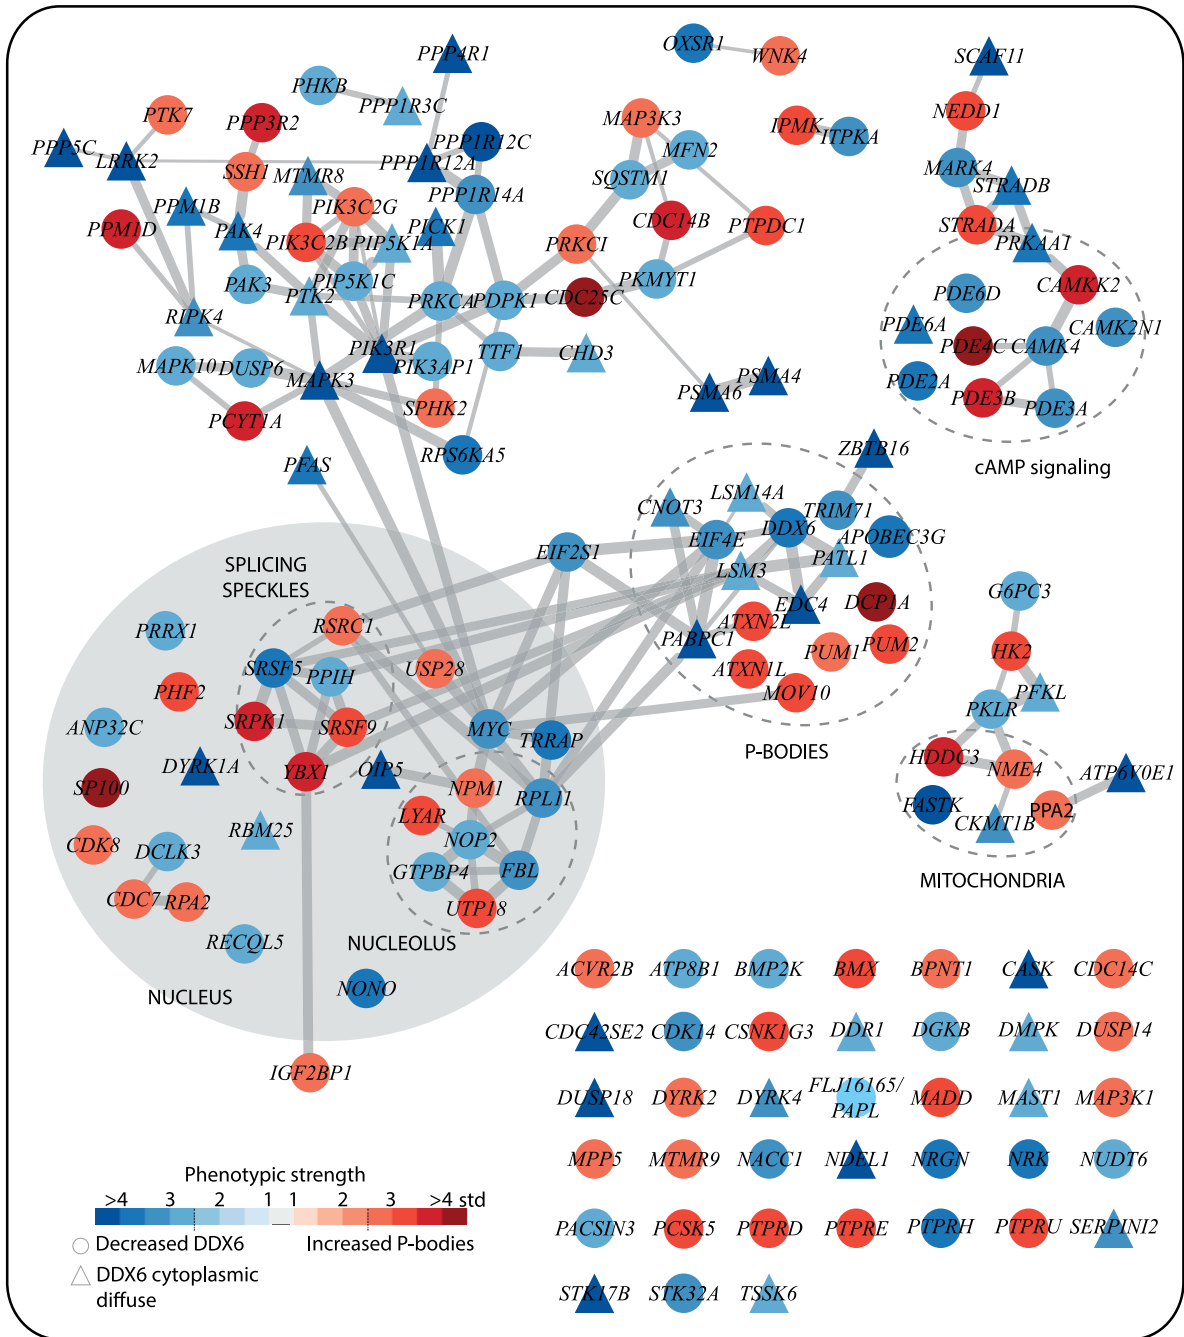 OXSR1
WNK4
SCAF11
PPP4R1
PHKB
PPP1R3C
PTK7
PPP3R2
MAP3K3
IPMK
ITPKA
NEDD1
PPP5C
LRRK2
PPP1R12C
PPP1R12A
MFN2
SSH1
MTMR8
SQSTM1
MARK4
STRADB
PPM1B
PIK3C2G
PPP1R14A
PPM1D
PAK4
PIK3C2B
PIP5K1A
PICK1
PRKCI
CDC14B
PTPDC1
STRADA
PRKAA1
PAK3
PTK2
PIP5K1C
PRKCA
PDPK1
CDC25C
PKMYT1
PDE6D
CAMKK2
RIPK4
PDE6A
PDE4C
CAMK4
CAMK2N1
MAPK10
DUSP6
MAPK3
PIK3R1
PIK3AP1
TTF1
CHD3
PSMA6
PSMA4
PDE2A
PDE3B
PDE3A
PCYT1A
SPHK2
RPS6KA5
PFAS
ZBTB16
cAMP signaling
CNOT3
LSM14A
TRIM71
EIF2S1
EIF4E
DDX6
APOBEC3G
LSM3
PATL1
SPLICING
SPECKLES
PRRX1
RSRC1
EDC4
DCP1A
G6PC3
ATXN2L
PABPC1
PUM1
PUM2
HK2
SRSF5
PPIH
USP28
ATXN1L
MOV10
PFKL
PHF2
PKLR
ANP32C
SRPK1
SRSF9
MYC
TRRAP
P-BODIES
DYRK1A
YBX1
OIP5
HDDC3
NME4
ATP6V0E1
SP100
NPM1
RPL11
FASTK
PPA2
CKMT1B
RBM25
LYAR
NOP2
CDK8
DCLK3
GTPBP4
FBL
MITOCHONDRIA
CDC7
RPA2
UTP18
RECQL5
NUCLEOLUS
NUCLEUS
NONO
IGF2BP1
ACVR2B ATP8B1 BMP2K BMX BPNT1 CASK CDC14C
CDC42SE2 CDK14 CSNK1G3 DDR1 DGKB DMPK DUSP14
DUSP18 DYRK2 DYRK4 FLJ16165/ MADD MAST1 MAP3K1
PAPL
MPP5 MTMR9 NACC1 NDEL1 NRGN NRK NUDT6
PACSIN3 PCSK5 PTPRD PTPRE PTPRH PTPRU SERPINI2
STK17B STK32A TSSK6
Phenotypic strength
>4 3 2 1 1 2 3 >4 std
Decreased DDX6 Increased P-bodies
DDX6 cytoplasmic
diffuse